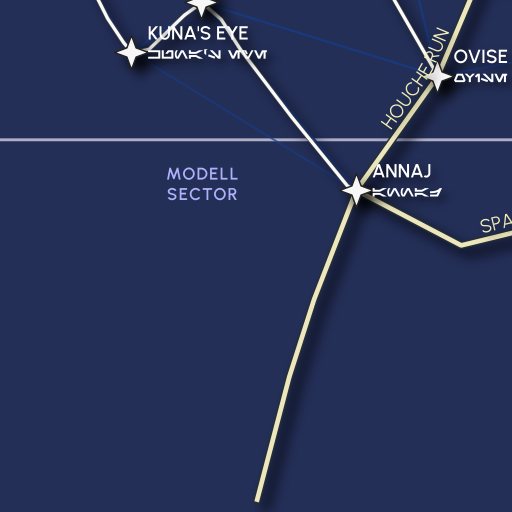 KUNA'S EYE
HOUCHE RUN
OVISE
MODELL
SECTOR
ANNAJ
SPA